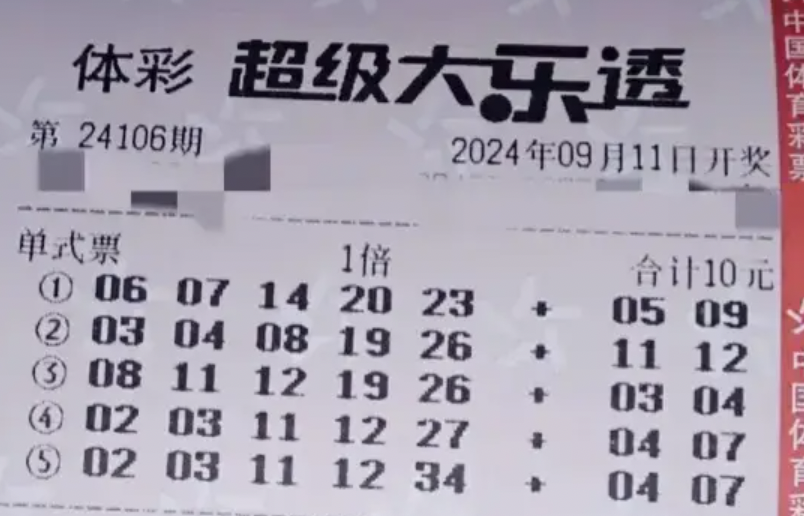 体彩 超级大乐透
第 24106期 2024年09月11日开奖
单式票 1倍 合计10元
① 06 07 14 20 23 + 05 09
② 03 04 08 19 26 + 11 12
③ 08 11 12 19 26 + 03 04
④ 02 03 11 12 27 + 04 07
⑤ 02 03 11 12 34 + 04 07
中国体育彩票
中国体育彩